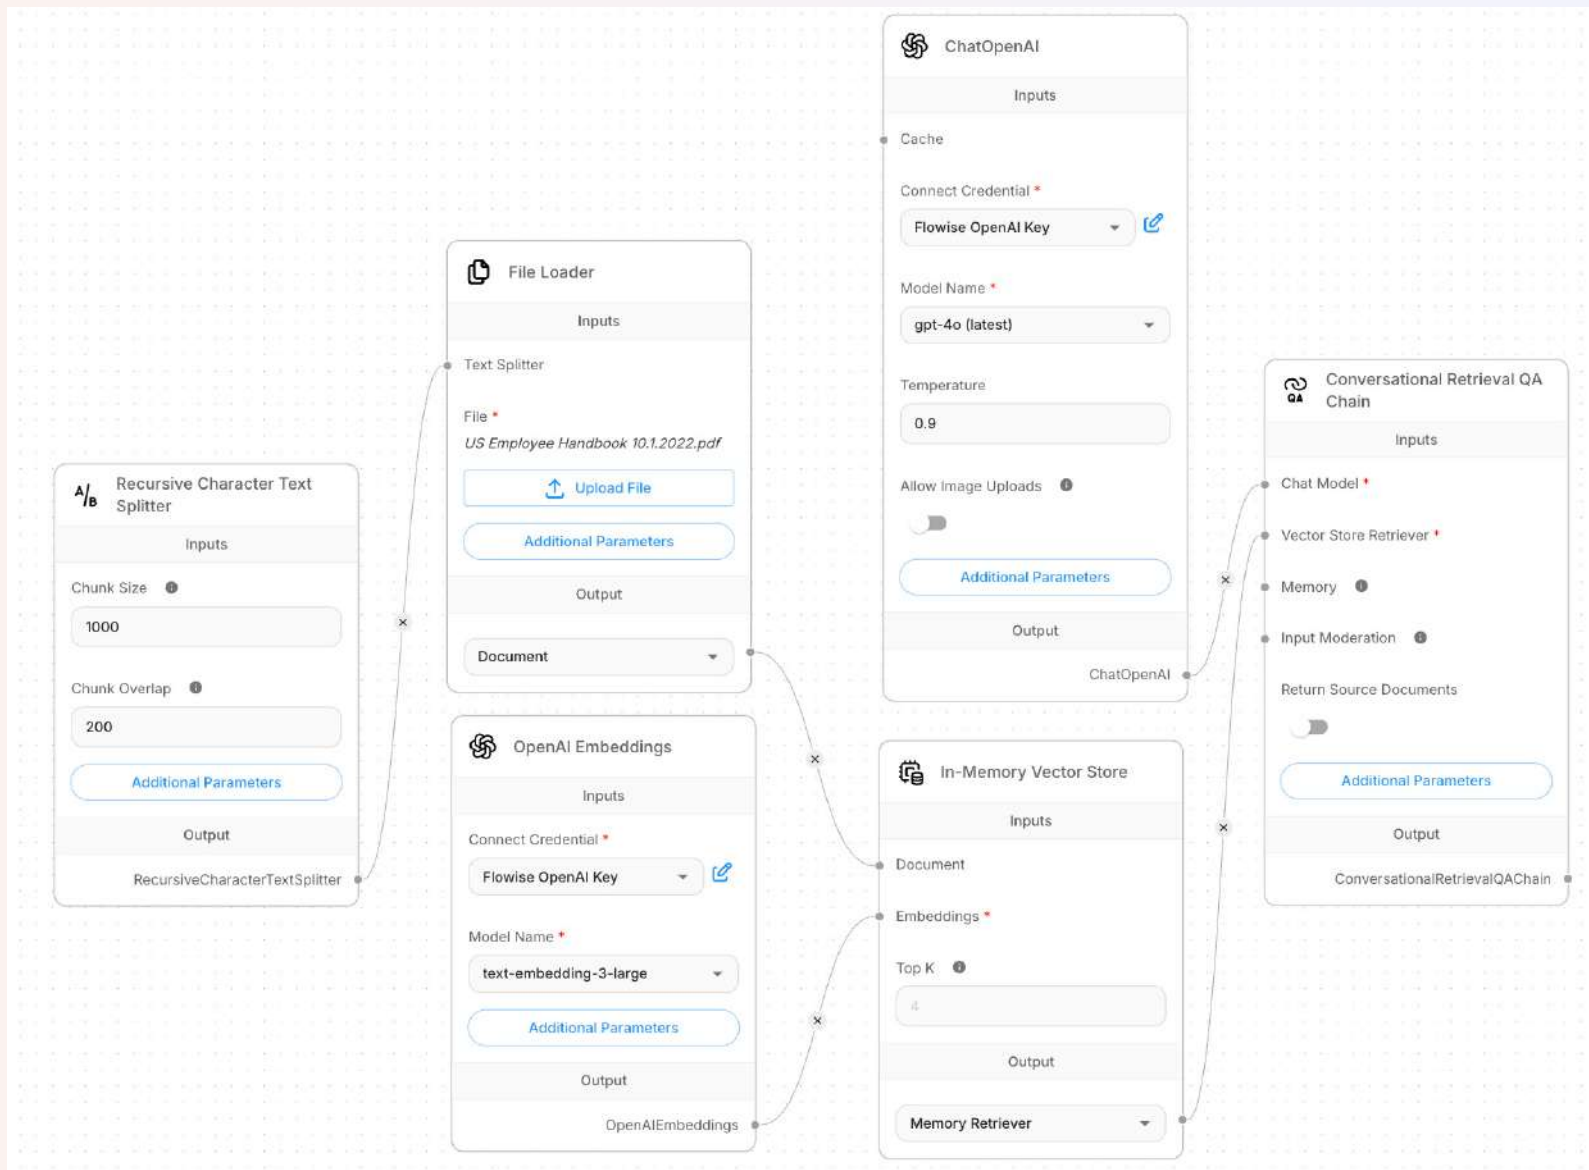 Recursive Character Text
Splitter
Inputs
Chunk Size
1000
Chunk Overlap
200
Additional Parameters
Output
RecursiveCharacterTextSplitter
File Loader
Inputs
Text Splitter
File *
US Employee Handbook 10.1.2022.pdf
Upload File
Additional Parameters
Output
Document
OpenAI Embeddings
Inputs
Connect Credential *
Flowise OpenAI Key
Model Name *
text-embedding-3-large
Additional Parameters
Output
OpenAIEmbeddings
ChatOpenAI
Inputs
Cache
Connect Credential *
Flowise OpenAI Key
Model Name *
gpt-4o (latest)
Temperature
0.9
Allow Image Uploads
Additional Parameters
Output
ChatOpenAI
In-Memory Vector Store
Inputs
Document
Embeddings *
Top K
4
Output
Memory Retriever
QA
Conversational Retrieval QA
Chain
Inputs
Chat Model *
Vector Store Retriever *
Memory
Input Moderation
Return Source Documents
Additional Parameters
Output
ConversationalRetrievalQAChain